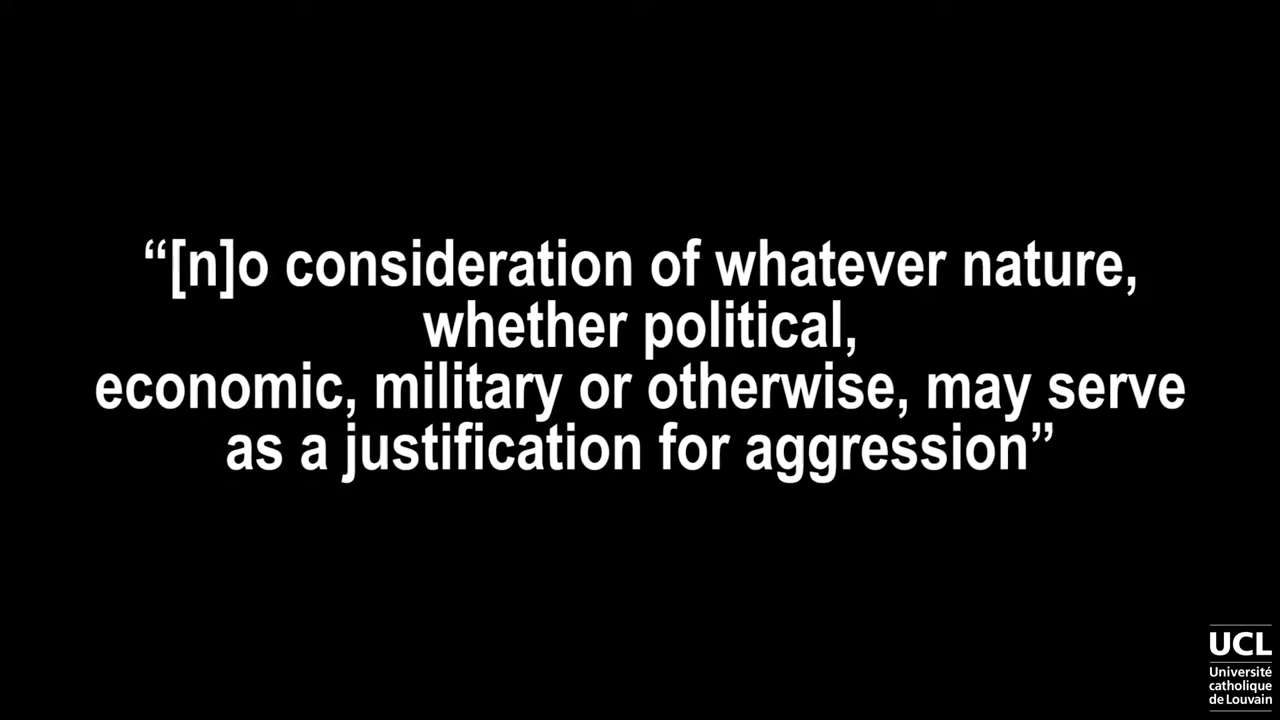 “[n]o consideration of whatever nature,
whether political,
economic, military or otherwise, may serve
as a justification for aggression”
UCL
Université
catholique
de Louvain